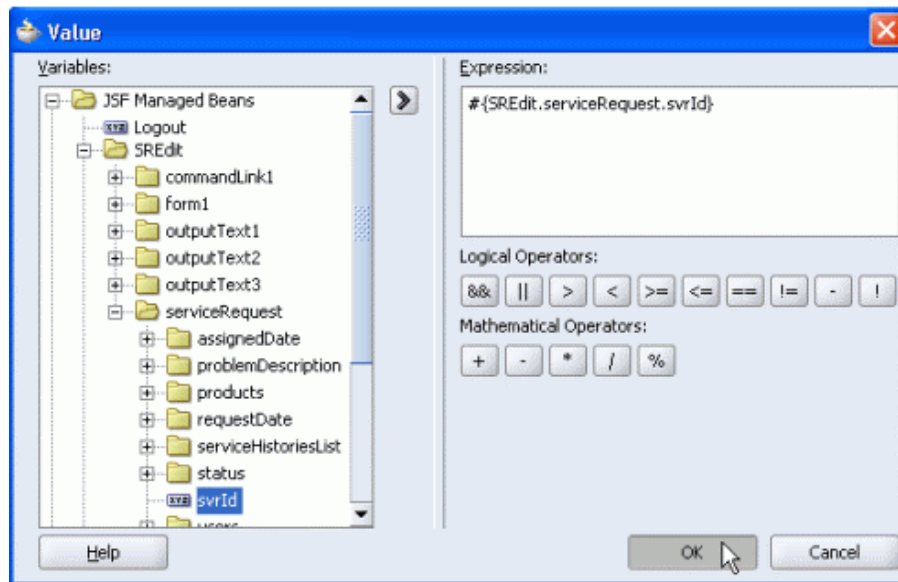 Value
Variables:
JSF Managed Beans
Logout
SREdit
commandLink1
form1
outputText1
outputText2
outputText3
serviceRequest
assignedDate
problemDescription
products
requestDate
serviceHistoriesList
status
svrId
users
Expression:
#{SREdit.serviceRequest.svrId}
Logical Operators:
&& || > < >= <= == != - !
Mathematical Operators:
+ - * / %
Help
OK
Cancel